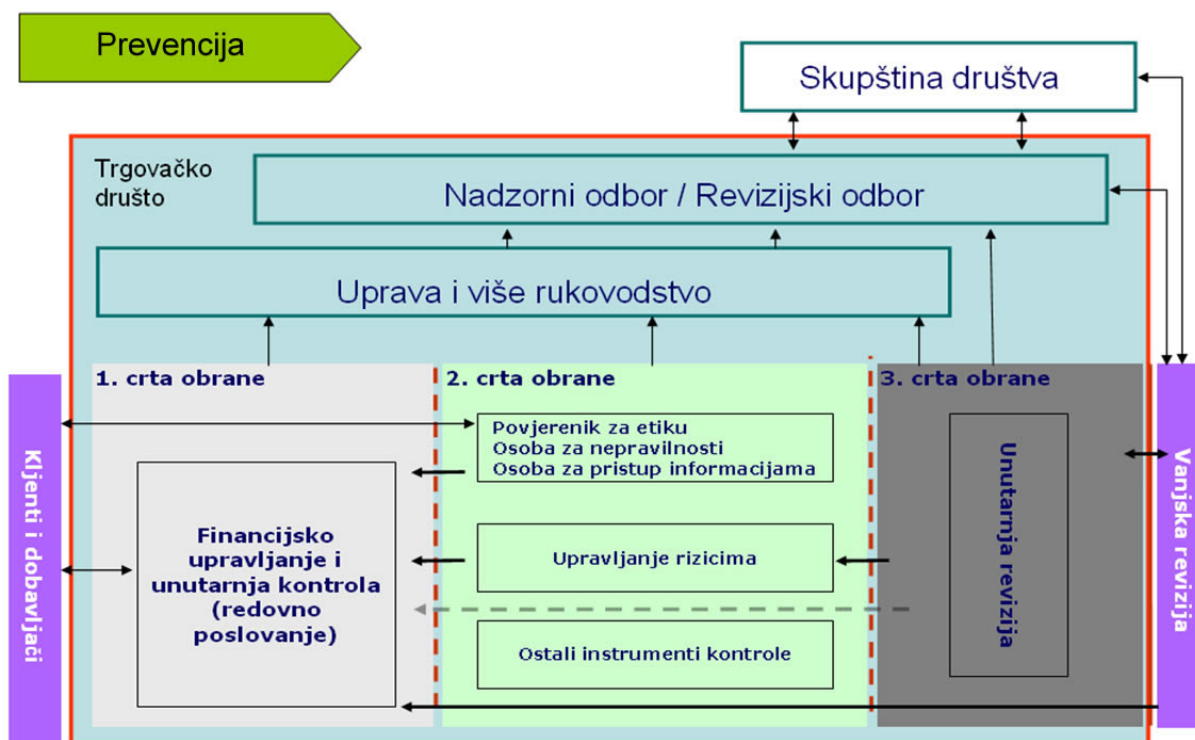 Prevencija
Skupština društva
Trgovačko
društo
Nadzorni odbor / Revizijski odbor
Uprava i više rukovodstvo
1. crta obrane
2. crta obrane
3. crta obrane
Kljenti i dobavljači
Financijsko
upravljanje i
unutarnja kontrola
(redovno
poslovanje)
Povjerenik za etiku
Osoba za nepravilnosti
Osoba za pristup informacijama
Upravljanje rizicima
Ostali instrumenti kontrole
Unutarnja revizija
Vanjska revizija